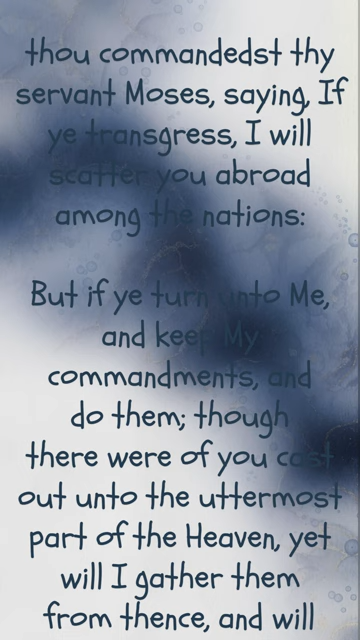 thou commandedst thy
servant Moses, saying, If
ye transgress, I will
scatter you abroad
among the nations:
But if ye turn unto Me,
and keep My
commandments, and
do them; though
there were of you cast
out unto the uttermost
part of the Heaven, yet
will I gather them
from thence, and will